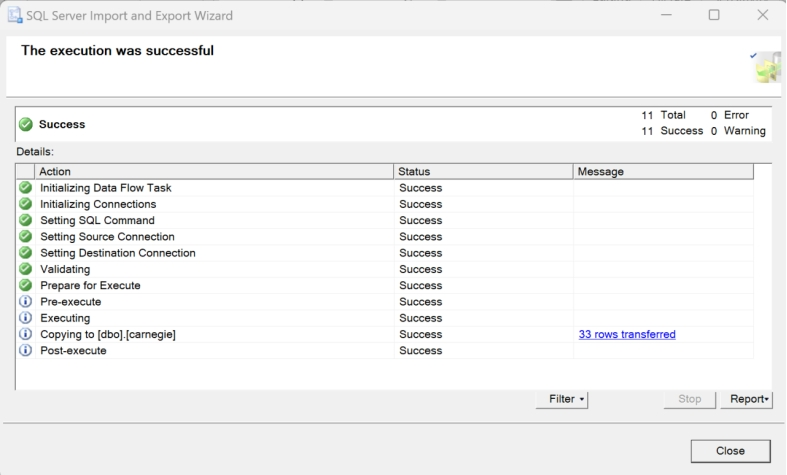 SQL Server Import and Export Wizard
The execution was successful
Success
11 Total 0 Error
11 Success 0 Warning
Details:
Action Status Message
Initializing Data Flow Task Success
Initializing Connections Success
Setting SQL Command Success
Setting Source Connection Success
Setting Destination Connection Success
Validating Success
Prepare for Execute Success
Pre-execute Success
Executing Success
Copying to [dbo].[carnegie] Success 33 rows transferred
Post-execute Success
Filter Stop Report
Close